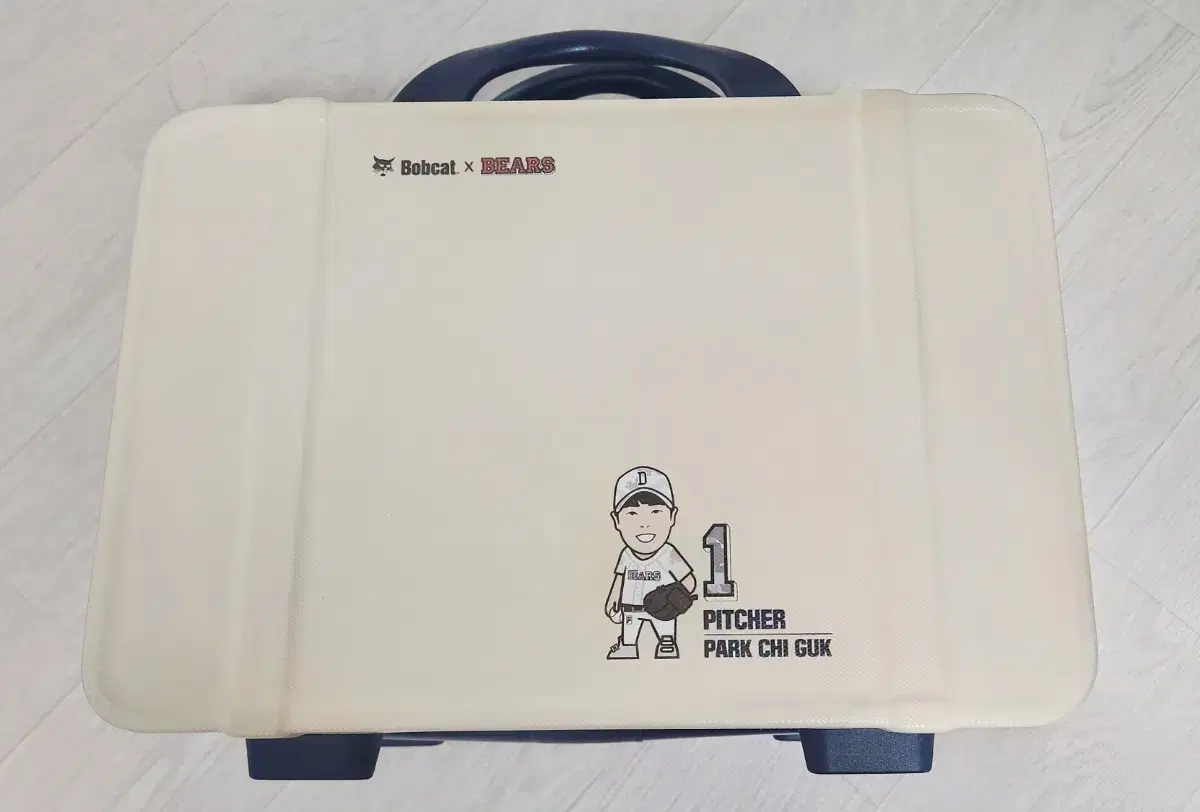 Bobcat. x BEARS
D
BEARS
1
PITCHER
PARK CHI GUK